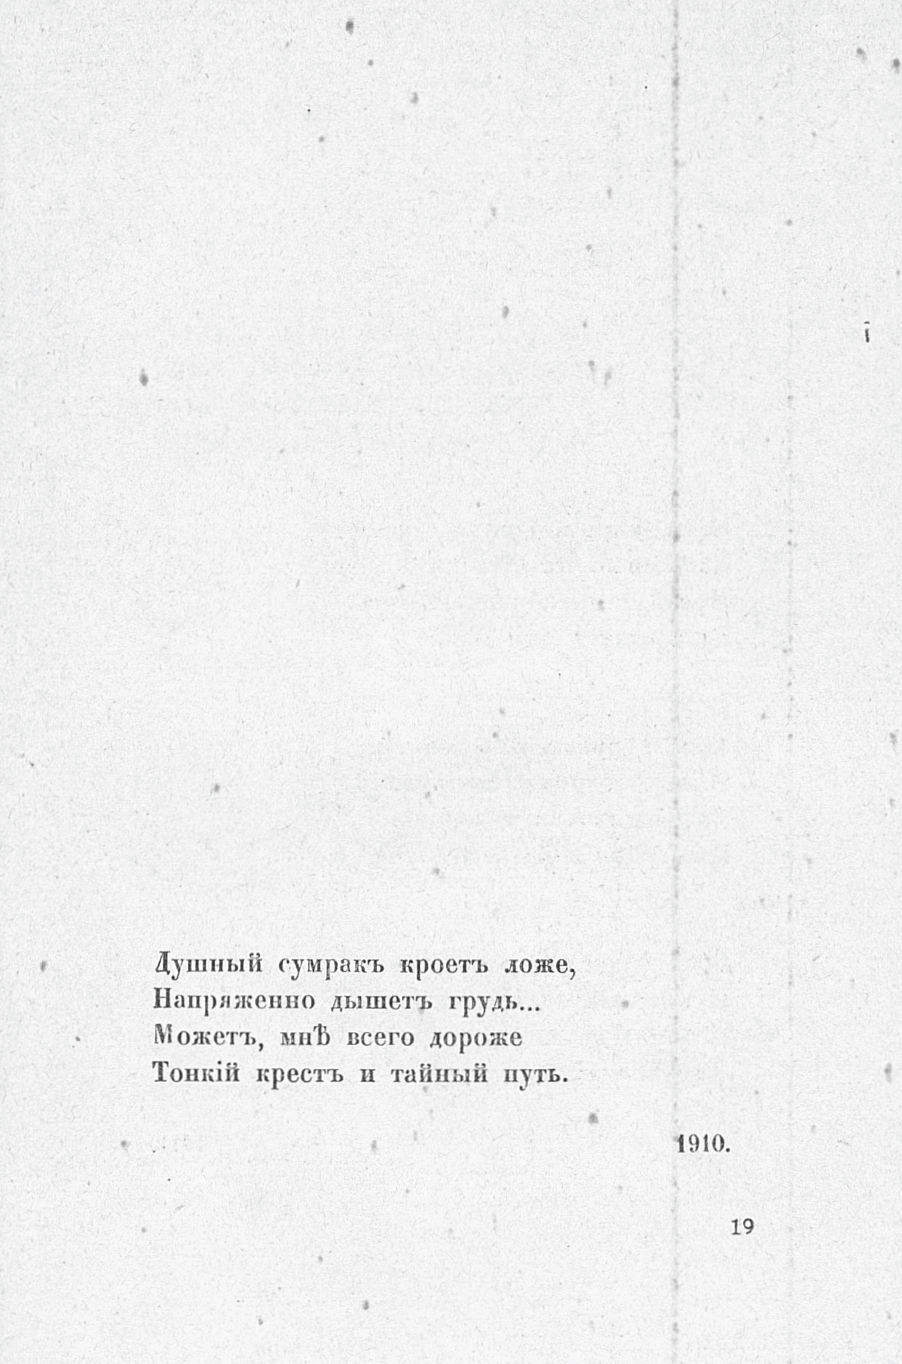 Душный сумракъ кроетъ ложе,
Напряженно дышетъ грудь...
Можетъ, мнѣ всего дороже
Тонкій крестъ и тайный путь.
1910.
19